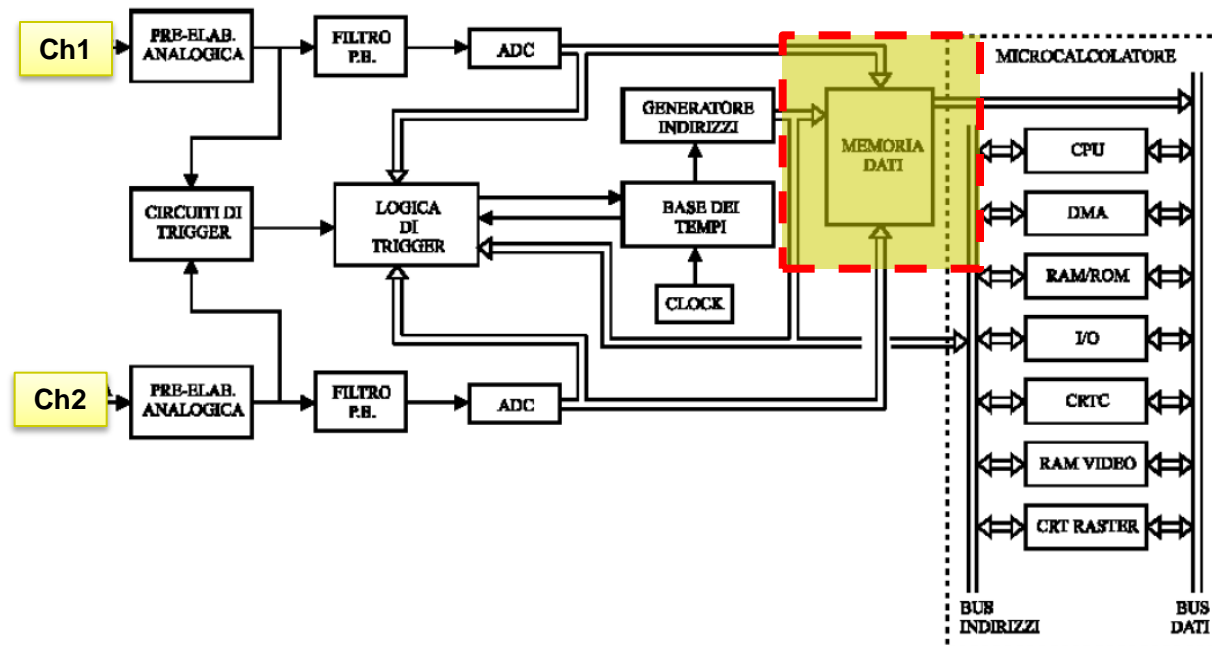 Ch1
PRE-ELAB.
ANALOGICA
FILTRO
P.B.
ADC
MICROCALCOLATORE
GENERATORE
INDIRIZZI
MEMORIA
DATI
CPU
CIRCUITI DI
TRIGGER
LOGICA
DI
TRIGGER
BASE DEI
TEMPI
DMA
CLOCK
RAM/ROM
I/O
Ch2
PRE-ELAB.
ANALOGICA
FILTRO
P.B.
ADC
CRTC
RAM VIDEO
CRT RASTER
BUS
INDIRIZZI
BUS
DATI